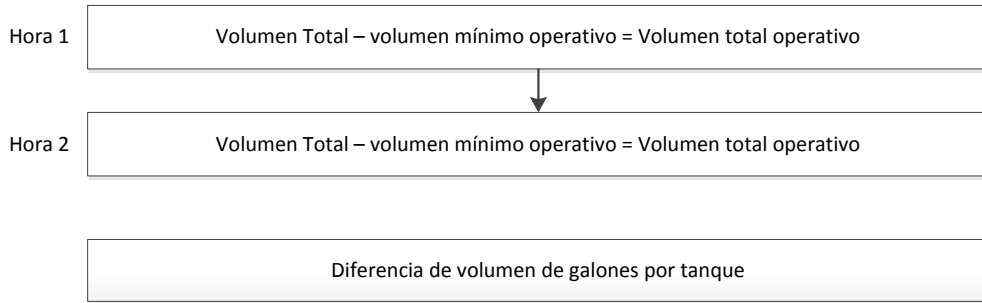 Hora 1
Volumen Total – volumen mínimo operativo = Volumen total operativo
Hora 2
Volumen Total – volumen mínimo operativo = Volumen total operativo
Diferencia de volumen de galones por tanque